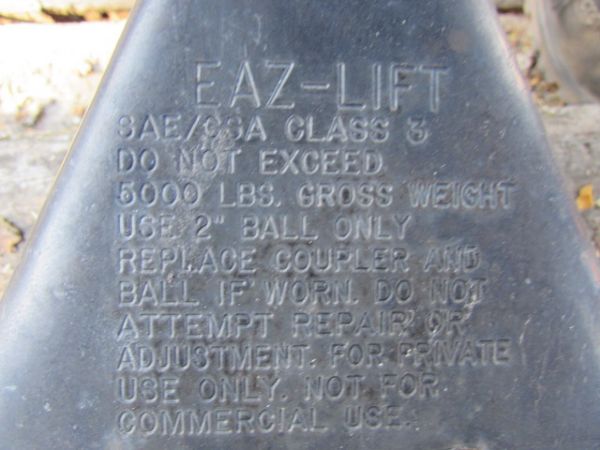 EAZ-LIFT
SAE/CSA CLASS 3
DO NOT EXCEED
5000 LBS. GROSS WEIGHT
USE 2" BALL ONLY
REPLACE COUPLER AND
BALL IF WORN. DO NOT
ATTEMPT REPAIR OR
ADJUSTMENT. FOR PRIVATE
USE ONLY. NOT FOR
COMMERCIAL USE.